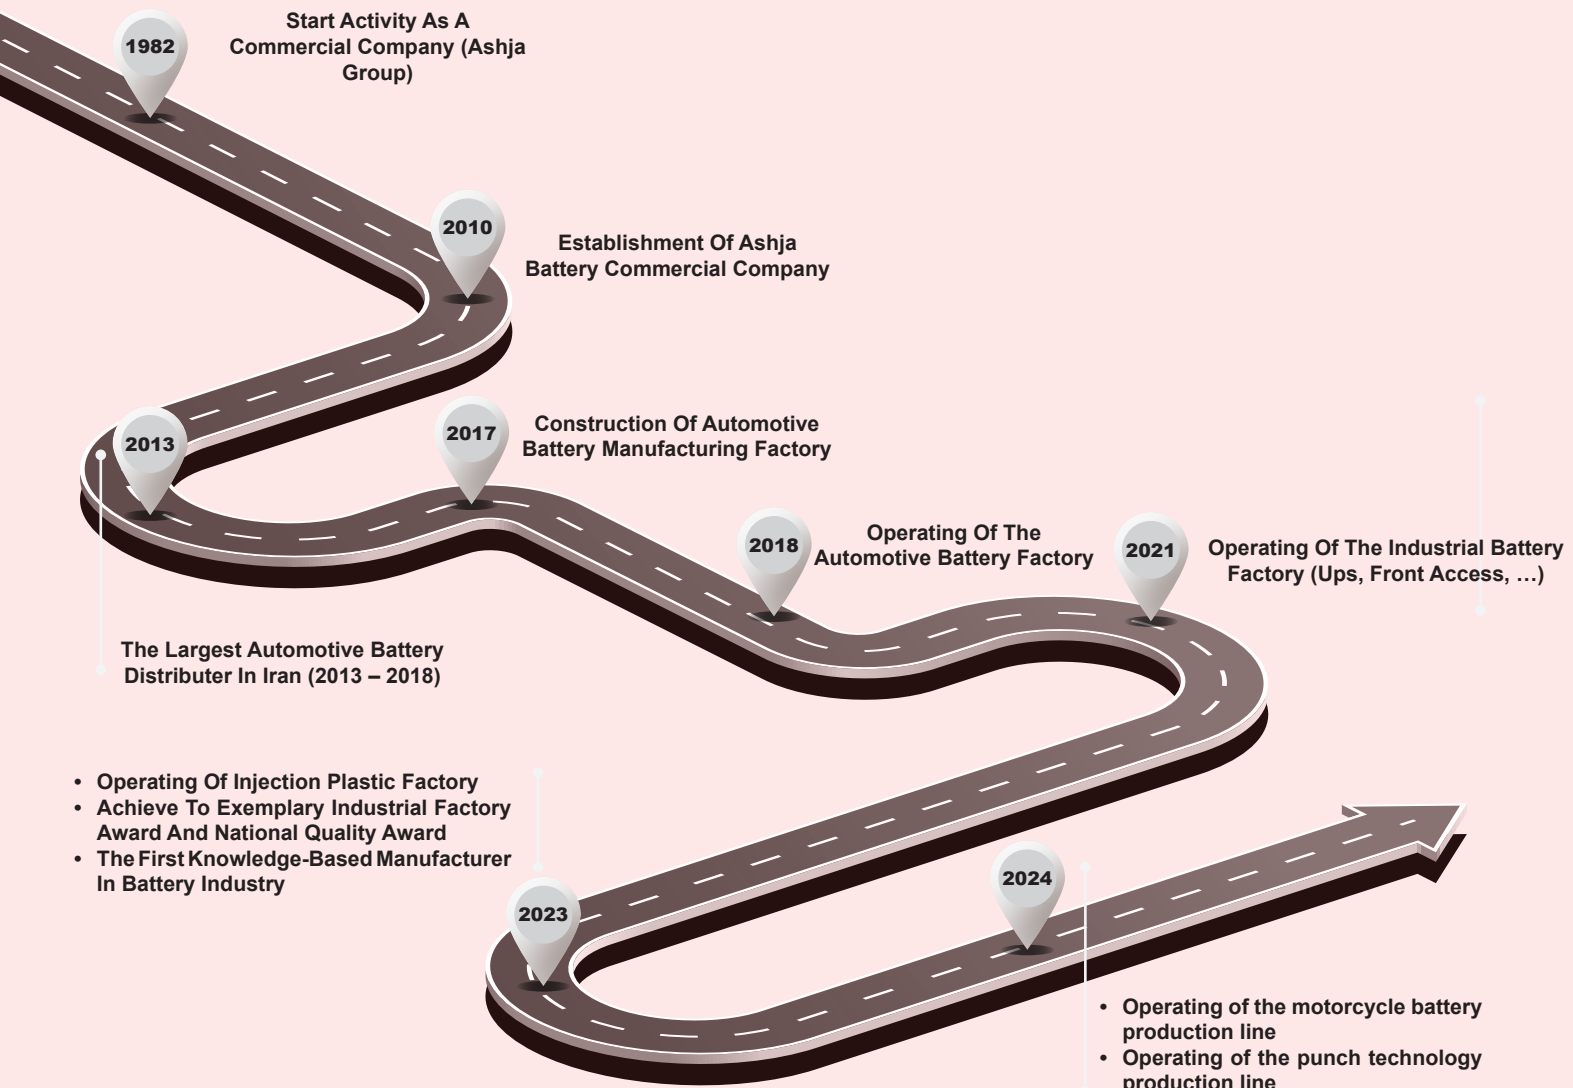 1982
Start Activity As A
Commercial Company (Ashja
Group)
2010
Establishment Of Ashja
Battery Commercial Company
2013
The Largest Automotive Battery
Distributer In Iran (2013 – 2018)
2017
Construction Of Automotive
Battery Manufacturing Factory
2018
Operating Of The
Automotive Battery Factory
2021
Operating Of The Industrial Battery
Factory (Ups, Front Access, …)
2023
• Operating Of Injection Plastic Factory
• Achieve To Exemplary Industrial Factory
Award And National Quality Award
• The First Knowledge-Based Manufacturer
In Battery Industry
2024
• Operating of the motorcycle battery
production line
• Operating of the punch technology
production line